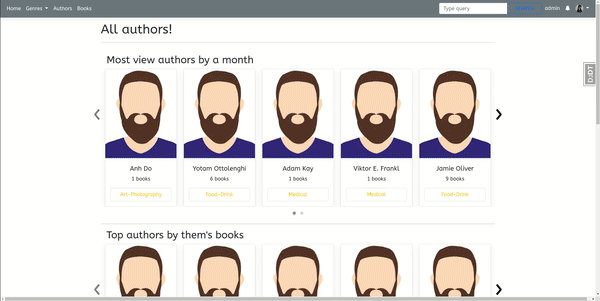 Home Genres Authors Books Type query admin
All authors!
Most view authors by a month
Anh Do Yotam Ottolenghi Adam Kay Viktor E. Frankl Jamie Oliver
1 books 6 books 1 books 1 books 9 books
Art-Photography Food-Drink Medical Medical Food-Drink
Top authors by them's books
DJDT